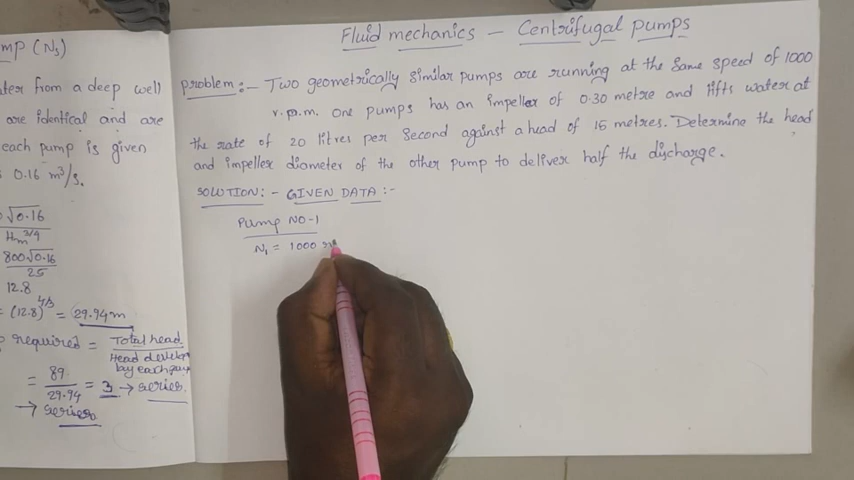 Fluid mechanics - Centrifugal pumps
problem:- Two geometrically similar pumps are running at the same speed of 1000
r.p.m. One pumps has an impeller of 0.30 metre and lifts water at
the rate of 20 litres per second against a head of 15 metres. Determine the head
and impeller diameter of the other pump to deliver half the discharge.
SOLUTION:- GIVEN DATA:-
Pump NO-1
N₁ = 1000
mp (Ns)
ater from a deep well
are identical and are
each pump is given
0.16 m³/s.
√0.16
Hm^3/4
800√0.16
25
12.8
= (12.8)^4/3 = 29.94m
required = Total head
Head develop
by each pu
= 89
29.94
= 3 → series
→ series